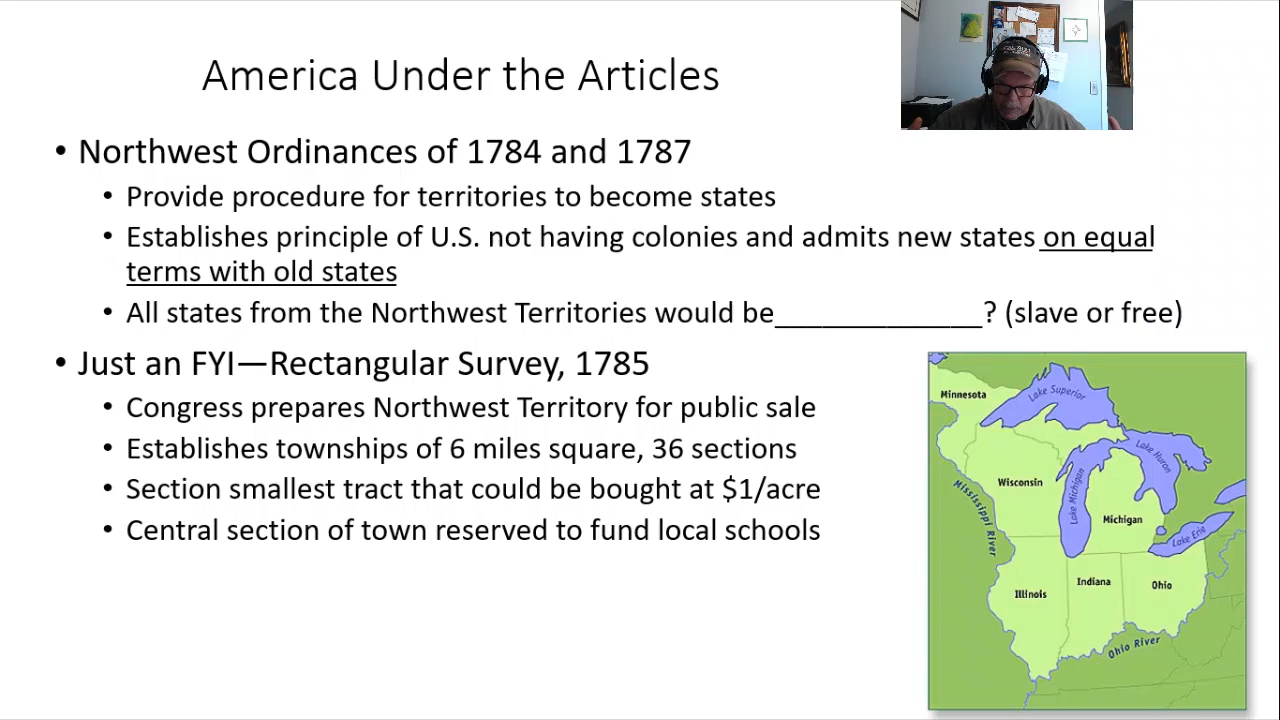 America Under the Articles
• Northwest Ordinances of 1784 and 1787
• Provide procedure for territories to become states
• Establishes principle of U.S. not having colonies and admits new states on equal
terms with old states
• All states from the Northwest Territories would be_____________? (slave or free)
• Just an FYI—Rectangular Survey, 1785
• Congress prepares Northwest Territory for public sale
• Establishes townships of 6 miles square, 36 sections
• Section smallest tract that could be bought at $1/acre
• Central section of town reserved to fund local schools
Minnesota
Lake Superior
Lake Huron
Wisconsin
Lake Michigan
Mississippi River
Michigan
Lake Erie
Indiana
Ohio
Illinois
Ohio River